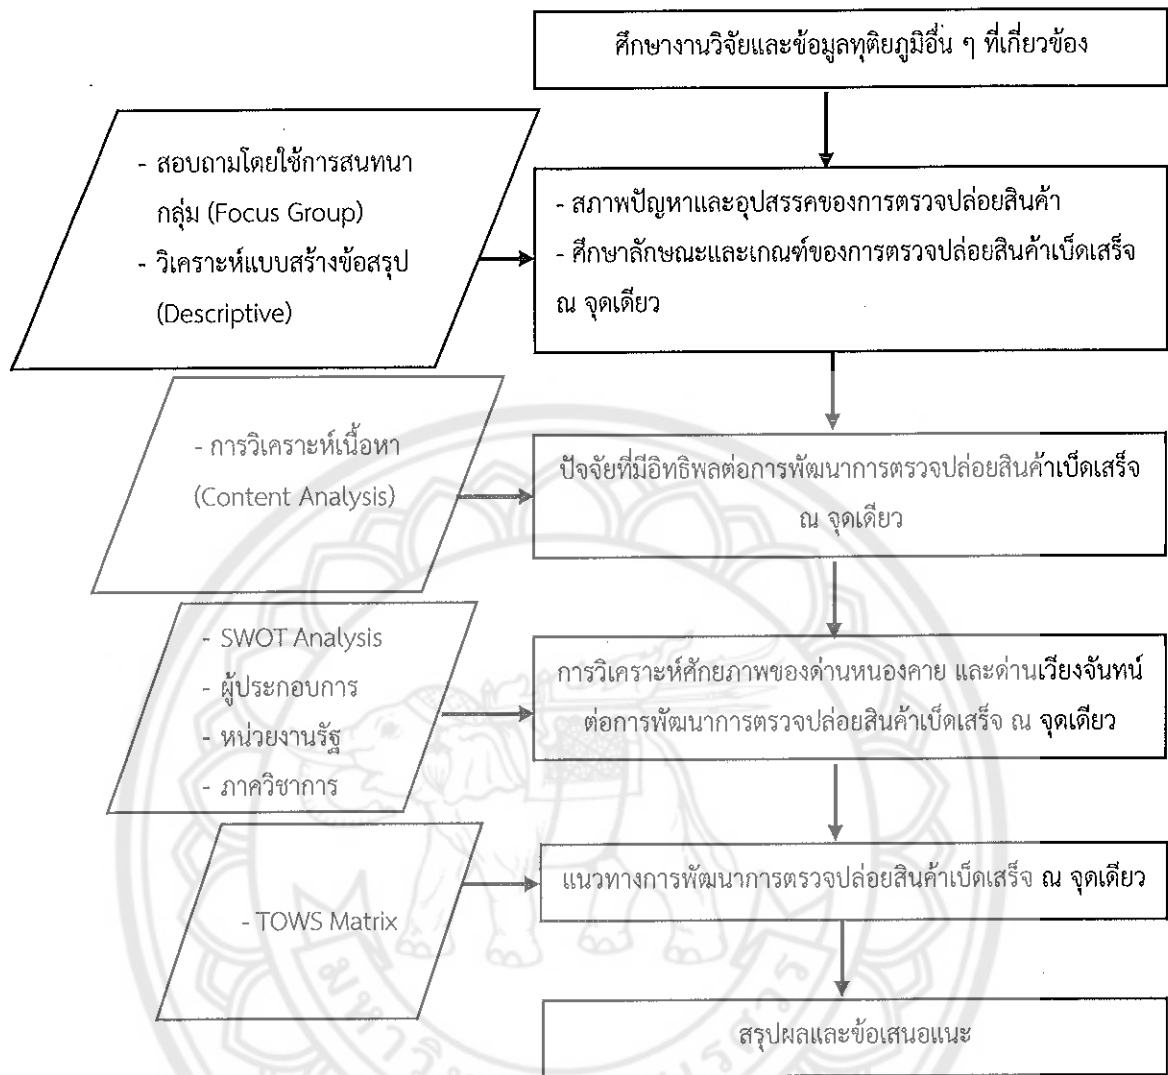 ศึกษางานวิจัยและข้อมูลทุติยภูมิอื่น ๆ ที่เกี่ยวข้อง
- สอบถามโดยใช้การสนทนา
กลุ่ม (Focus Group)
- วิเคราะห์แบบสร้างข้อสรุป
(Descriptive)
- สภาพปัญหาและอุปสรรคของการตรวจปล่อยสินค้า
- ศึกษาลักษณะและเกณฑ์ของการตรวจปล่อยสินค้าเบ็ดเสร็จ
ณ จุดเดียว
- การวิเคราะห์เนื้อหา
(Content Analysis)
ปัจจัยที่มีอิทธิพลต่อการพัฒนาการตรวจปล่อยสินค้าเบ็ดเสร็จ
ณ จุดเดียว
- SWOT Analysis
- ผู้ประกอบการ
- หน่วยงานรัฐ
- ภาควิชาการ
การวิเคราะห์ศักยภาพของด่านหนองคาย และด่านเวียงจันทน์
ต่อการพัฒนาการตรวจปล่อยสินค้าเบ็ดเสร็จ ณ จุดเดียว
- TOWS Matrix
แนวทางการพัฒนาการตรวจปล่อยสินค้าเบ็ดเสร็จ ณ จุดเดียว
สรุปผลและข้อเสนอแนะ